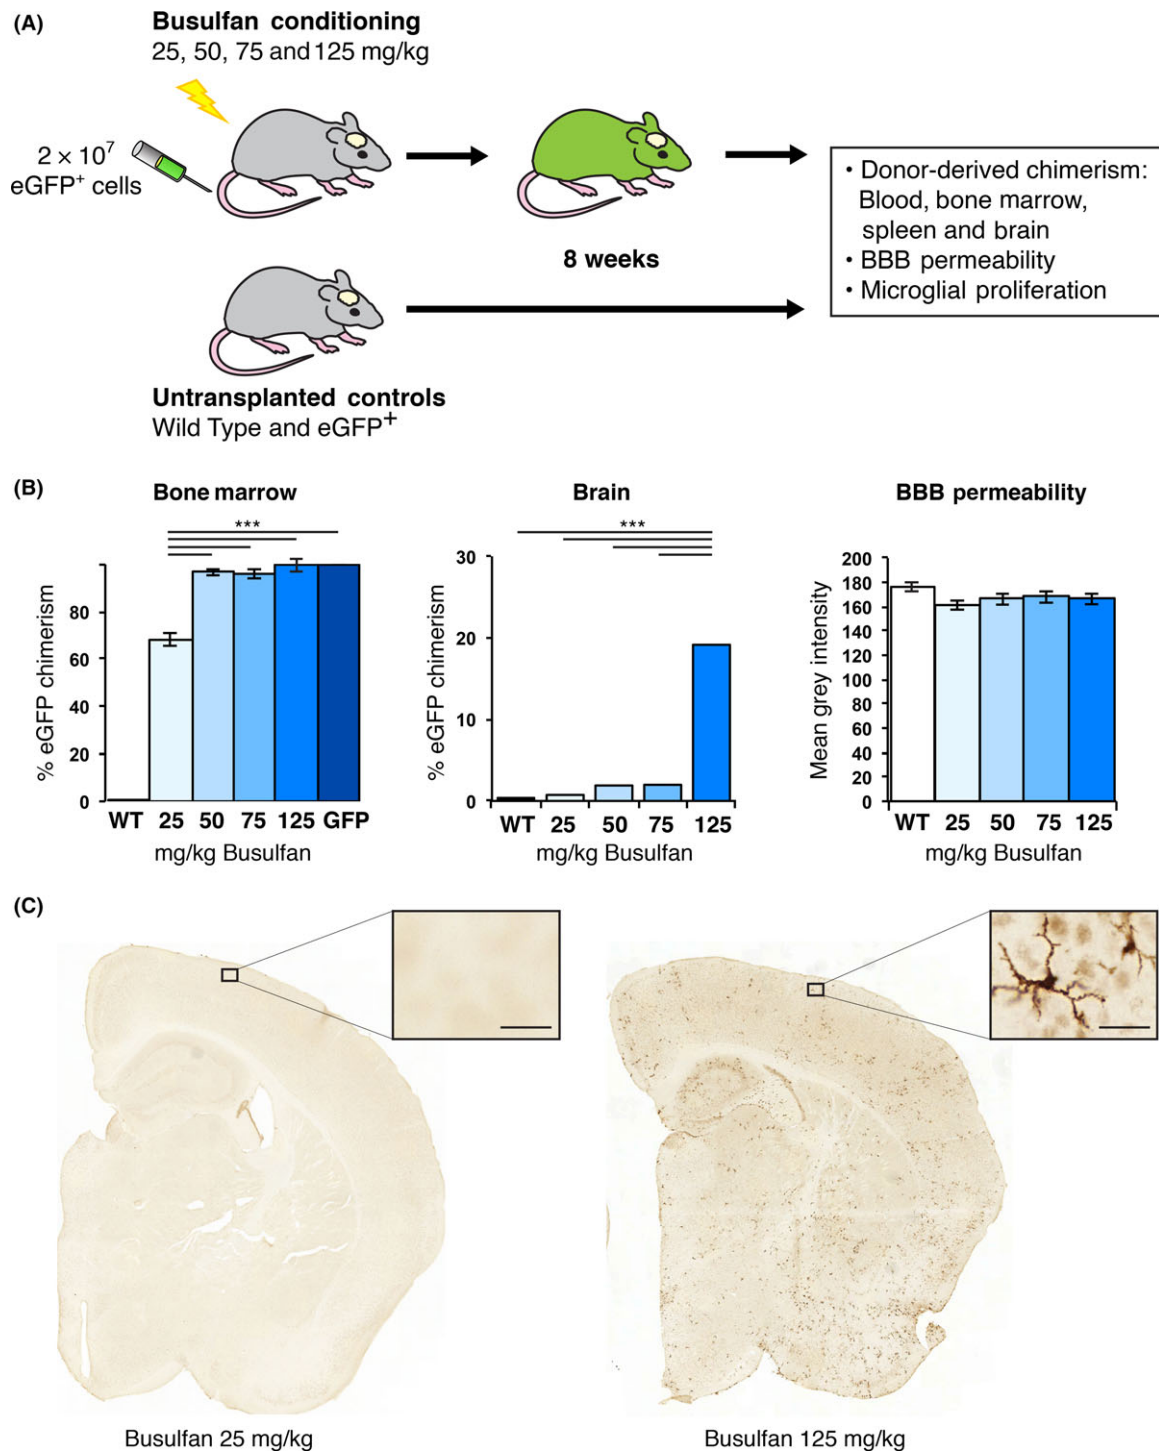 (A)
Busulfan conditioning
25, 50, 75 and 125 mg/kg
2 × 10⁷
eGFP⁺ cells
8 weeks
• Donor-derived chimerism:
Blood, bone marrow,
spleen and brain
• BBB permeability
• Microglial proliferation
Untransplanted controls
Wild Type and eGFP⁺
(B)
Bone marrow
***
% eGFP chimerism
80
60
40
20
0
WT 25 50 75 125 GFP
mg/kg Busulfan
Brain
***
% eGFP chimerism
30
20
10
0
WT 25 50 75 125
mg/kg Busulfan
BBB permeability
Mean grey intensity
200
180
160
140
120
100
80
60
40
20
0
WT 25 50 75 125
mg/kg Busulfan
(C)
Busulfan 25 mg/kg
Busulfan 125 mg/kg